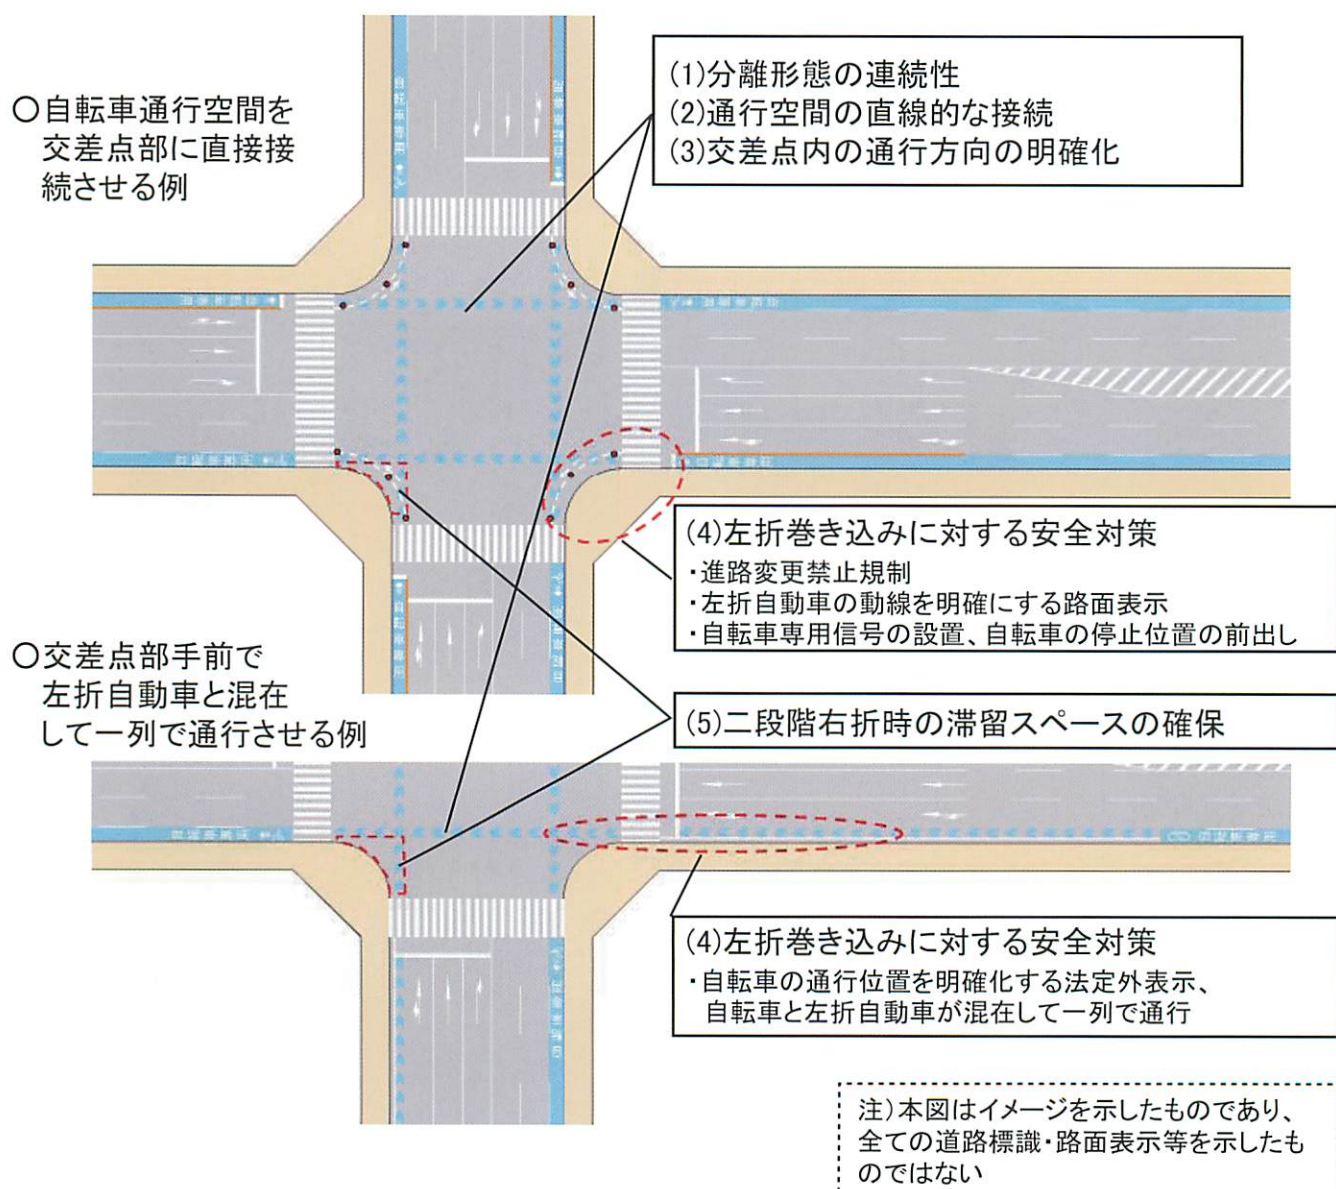 ○自転車通行空間を
交差点部に直接接
続させる例
(1)分離形態の連続性
(2)通行空間の直線的な接続
(3)交差点内の通行方向の明確化
(4)左折巻き込みに対する安全対策
・進路変更禁止規制
・左折自動車の動線を明確にする路面表示
・自転車専用信号の設置、自転車の停止位置の前出し
○交差点部手前で
左折自動車と混在
して一列で通行させる例
(5)二段階右折時の滞留スペースの確保
(4)左折巻き込みに対する安全対策
・自転車の通行位置を明確化する法定外表示、
自転車と左折自動車が混在して一列で通行
注)本図はイメージを示したものであり、
全ての道路標識・路面表示等を示したも
のではない
自転車専用